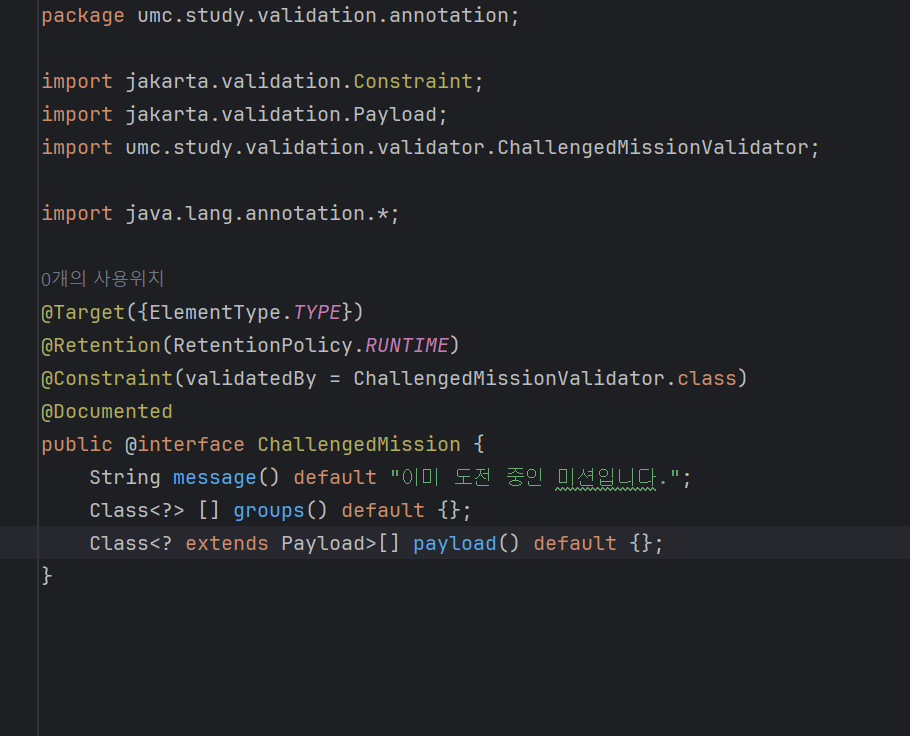 package umc.study.validation.annotation;
import jakarta.validation.Constraint;
import jakarta.validation.Payload;
import umc.study.validation.validator.ChallengedMissionValidator;
import java.lang.annotation.*;
0개의 사용위치
@Target({ElementType.TYPE})
@Retention(RetentionPolicy.RUNTIME)
@Constraint(validatedBy = ChallengedMissionValidator.class)
@Documented
public @interface ChallengedMission {
    String message() default "이미 도전 중인 미션입니다.";
    Class<?> [] groups() default {};
    Class<? extends Payload>[] payload() default {};
}